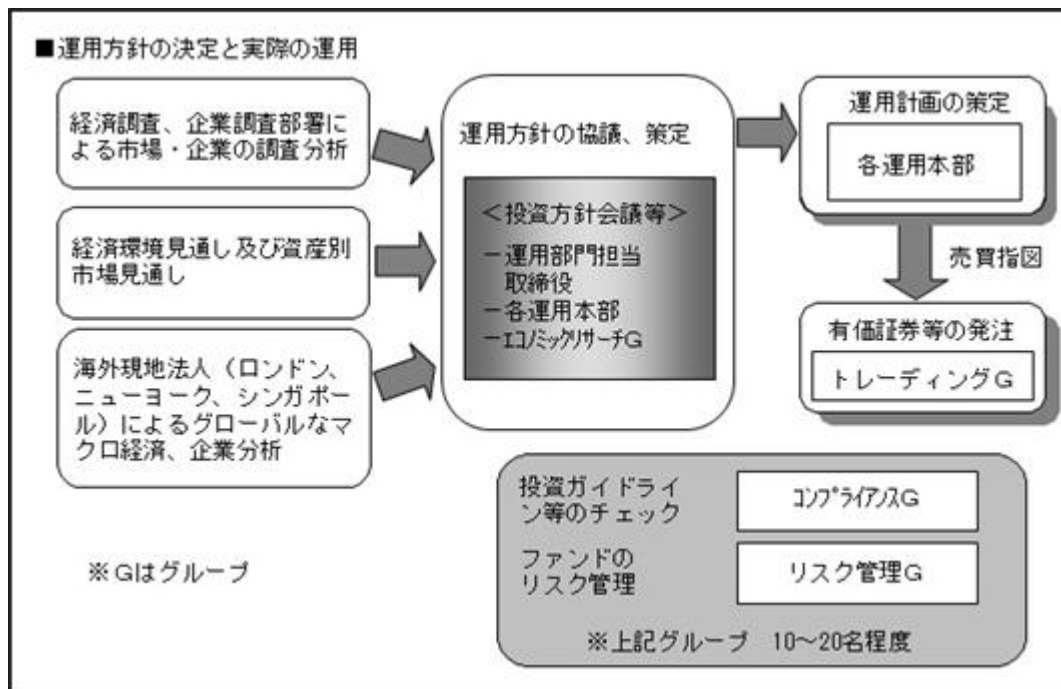 ■運用方針の決定と実際の運用
経済調査、企業調査部署に
よる市場・企業の調査分析
経済環境見通し及び資産別
市場見通し
海外現地法人（ロンドン、
ニューヨーク、シンガポー
ル）によるグローバルなマ
クロ経済、企業分析
運用方針の協議、策定
＜投資方針会議等＞
－運用部門担当
取締役
－各運用本部
－ｴｺﾉﾐｯｸﾘｻｰﾁＧ
運用計画の策定
各運用本部
売買指図
有価証券等の発注
トレーディングＧ
投資ガイドライ
ン等のチェック
ｺﾝﾌﾟﾗｲｱﾝｽＧ
ファンドの
リスク管理
リスク管理Ｇ
※上記グループ　10～20名程度
※Ｇはグループ